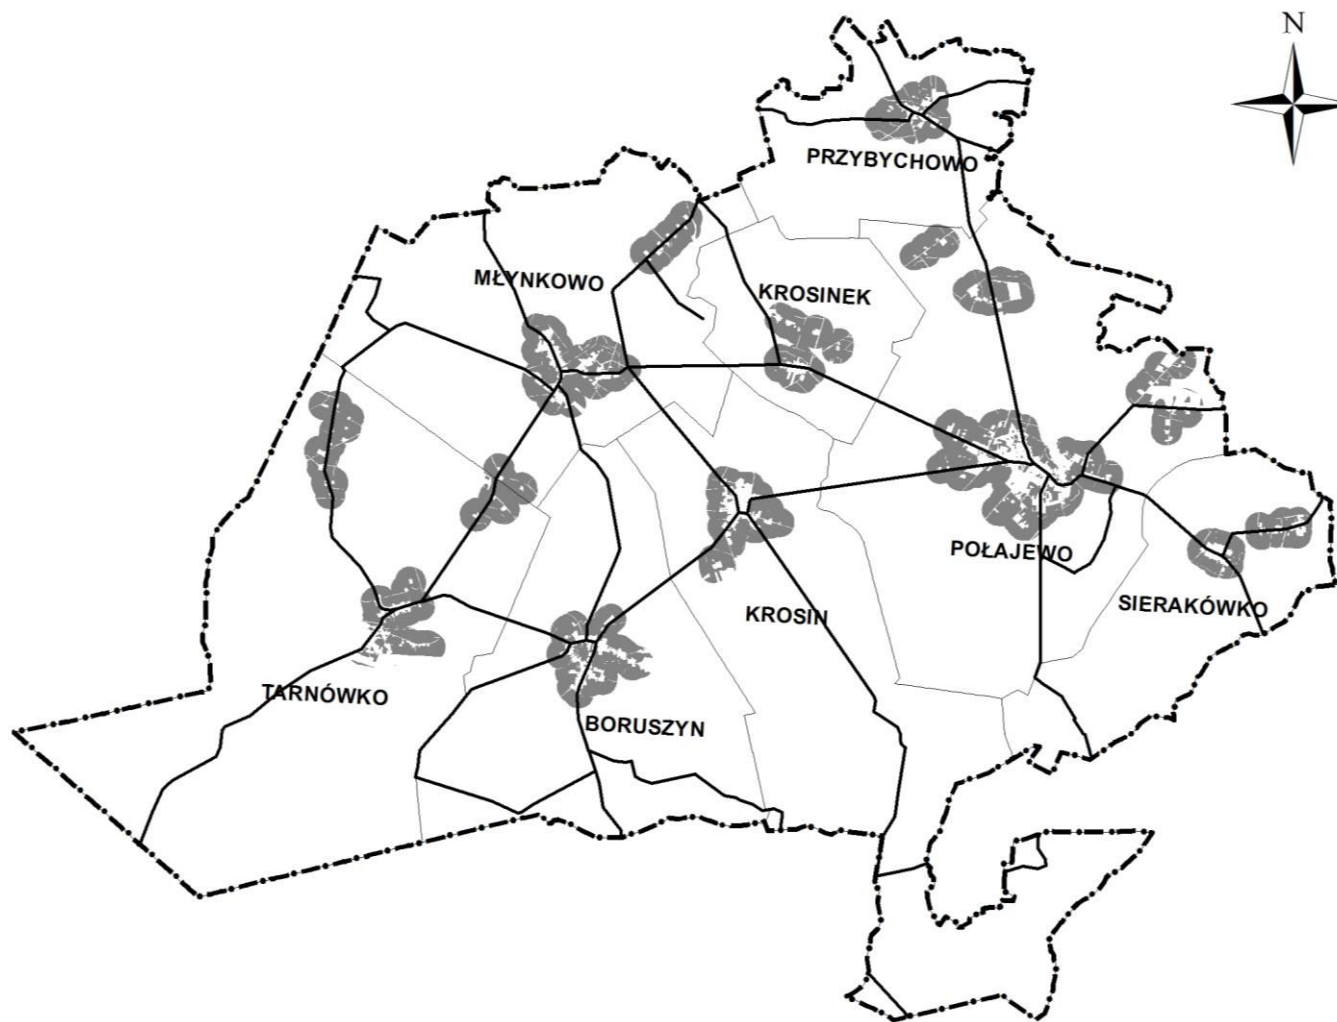 N
PRZYBYCHOWO
MŁYNKOWO
KROSINEK
POŁAJEWO
SIERAKÓWKO
KROSIN
TARNÓWKO
BORUSZYN